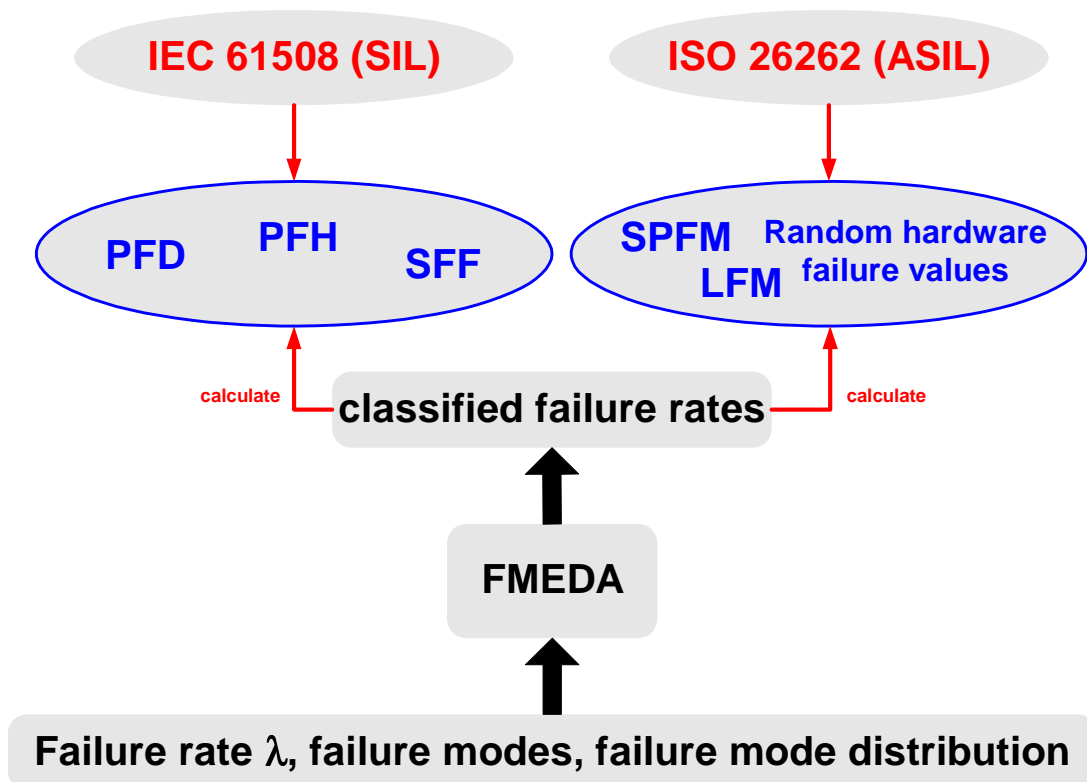 IEC 61508 (SIL)
ISO 26262 (ASIL)
PFD
PFH
SFF
SPFM
LFM
Random hardware
failure values
calculate
classified failure rates
calculate
FMEDA
Failure rate λ, failure modes, failure mode distribution